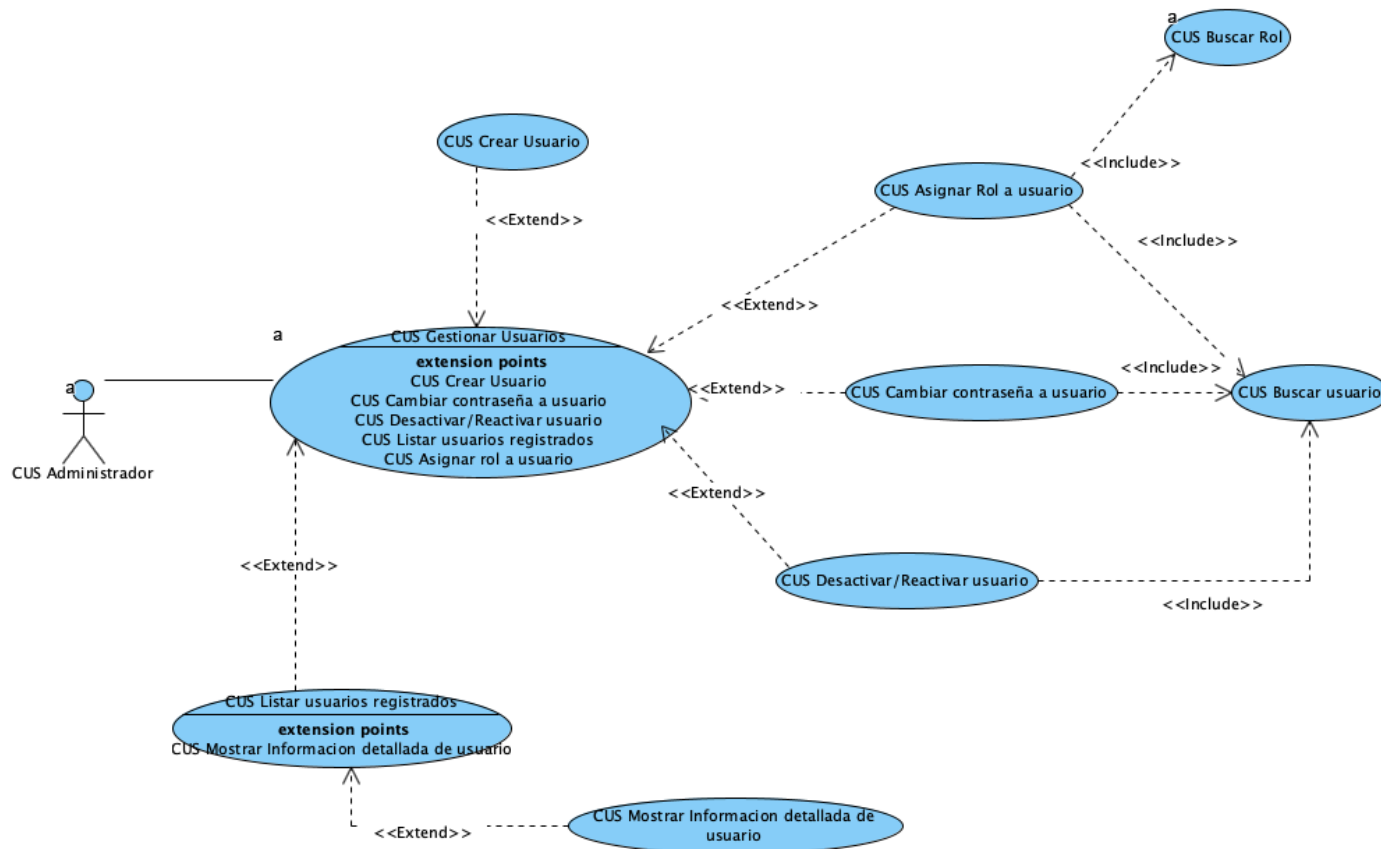 a
CUS Buscar Rol
CUS Crear Usuario
<<Include>>
CUS Asignar Rol a usuario
<<Extend>>
<<Include>>
<<Extend>>
a
CUS Gestionar Usuarios
extension points
CUS Crear Usuario
CUS Cambiar contraseña a usuario
CUS Desactivar/Reactivar usuario
CUS Listar usuarios registrados
CUS Asignar rol a usuario
a
CUS Administrador
<<Extend>>
CUS Cambiar contraseña a usuario
<<Include>>
CUS Buscar usuario
<<Extend>>
CUS Desactivar/Reactivar usuario
<<Include>>
<<Extend>>
CUS Listar usuarios registrados
extension points
CUS Mostrar Informacion detallada de usuario
<<Extend>>
CUS Mostrar Informacion detallada de
usuario